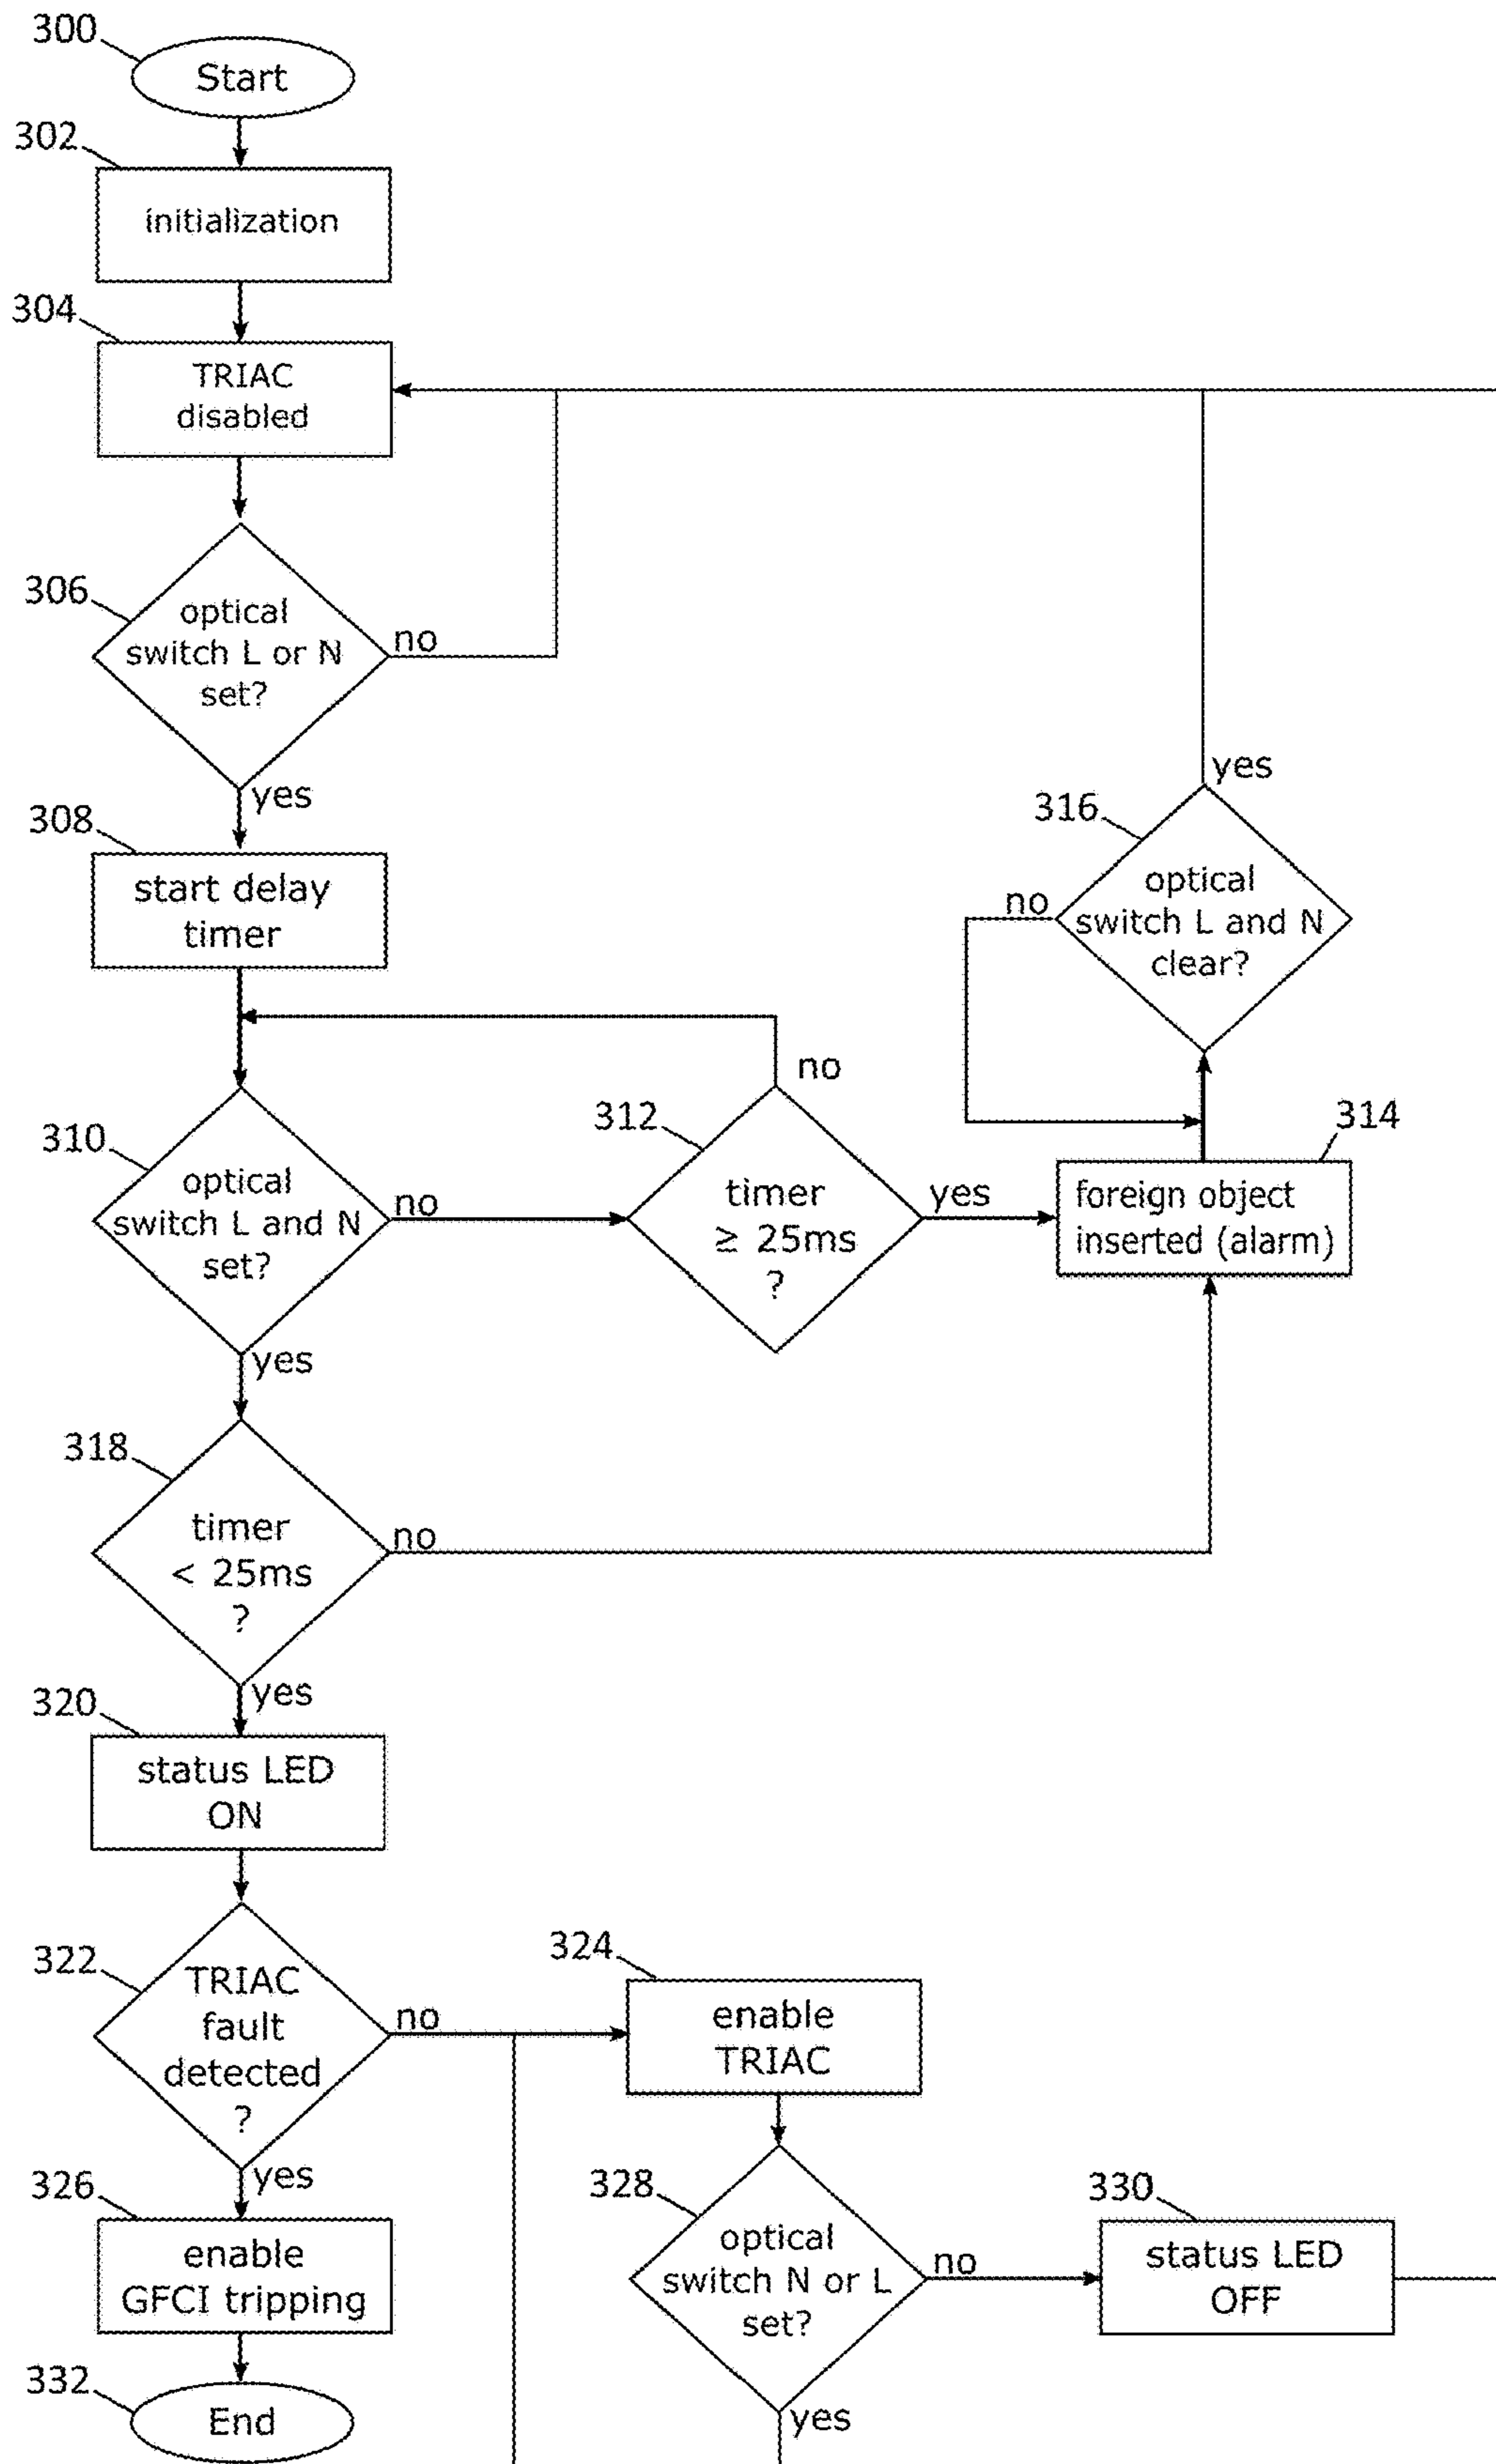 300
Start
302
initialization
304
TRIAC
disabled
306
optical
switch L or N
set?
no
yes
308
start delay
timer
316
yes
optical
switch L and N
clear?
no
310
optical
switch L and N
set?
no
yes
312
no
timer
≥ 25ms
?
yes
314
foreign object
inserted (alarm)
318
timer
< 25ms
?
no
yes
320
status LED
ON
322
TRIAC
fault
detected
?
no
yes
324
enable
TRIAC
326
enable
GFCI tripping
328
optical
switch N or L
set?
no
yes
330
status LED
OFF
332
End